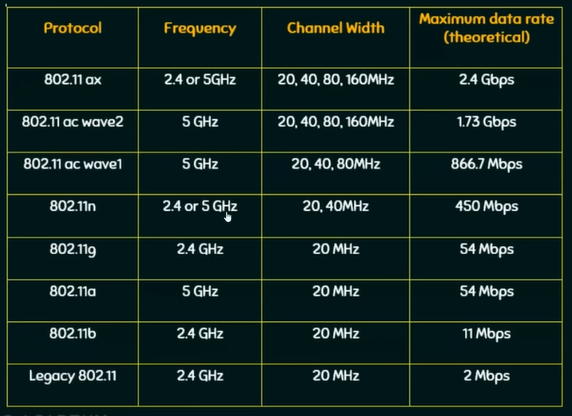 Protocol Frequency Channel Width Maximum data rate (theoretical)
802.11 ax 2.4 or 5GHz 20, 40, 80, 160MHz 2.4 Gbps
802.11 ac wave2 5 GHz 20, 40, 80, 160MHz 1.73 Gbps
802.11 ac wave1 5 GHz 20, 40, 80MHz 866.7 Mbps
802.11n 2.4 or 5 GHz 20, 40MHz 450 Mbps
802.11g 2.4 GHz 20 MHz 54 Mbps
802.11a 5 GHz 20 MHz 54 Mbps
802.11b 2.4 GHz 20 MHz 11 Mbps
Legacy 802.11 2.4 GHz 20 MHz 2 Mbps